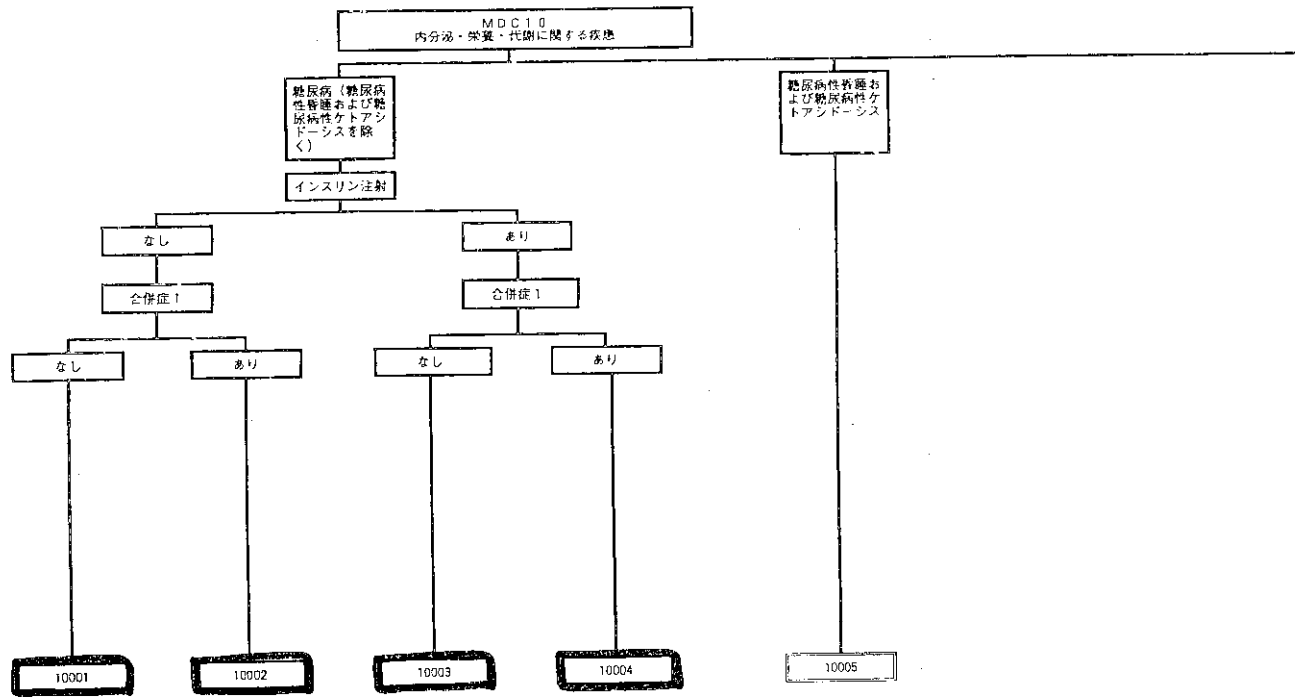 MDC10
内分泌・栄養・代謝に関する疾患
糖尿病（糖尿病
性昏睡および糖
尿病性ケトアシ
ドーシスを除
く）
糖尿病性昏睡お
よび糖尿病性ケ
トアシドーシス
インスリン注射
なし
あり
合併症1
合併症1
なし
あり
なし
あり
10001
10002
10003
10004
10005